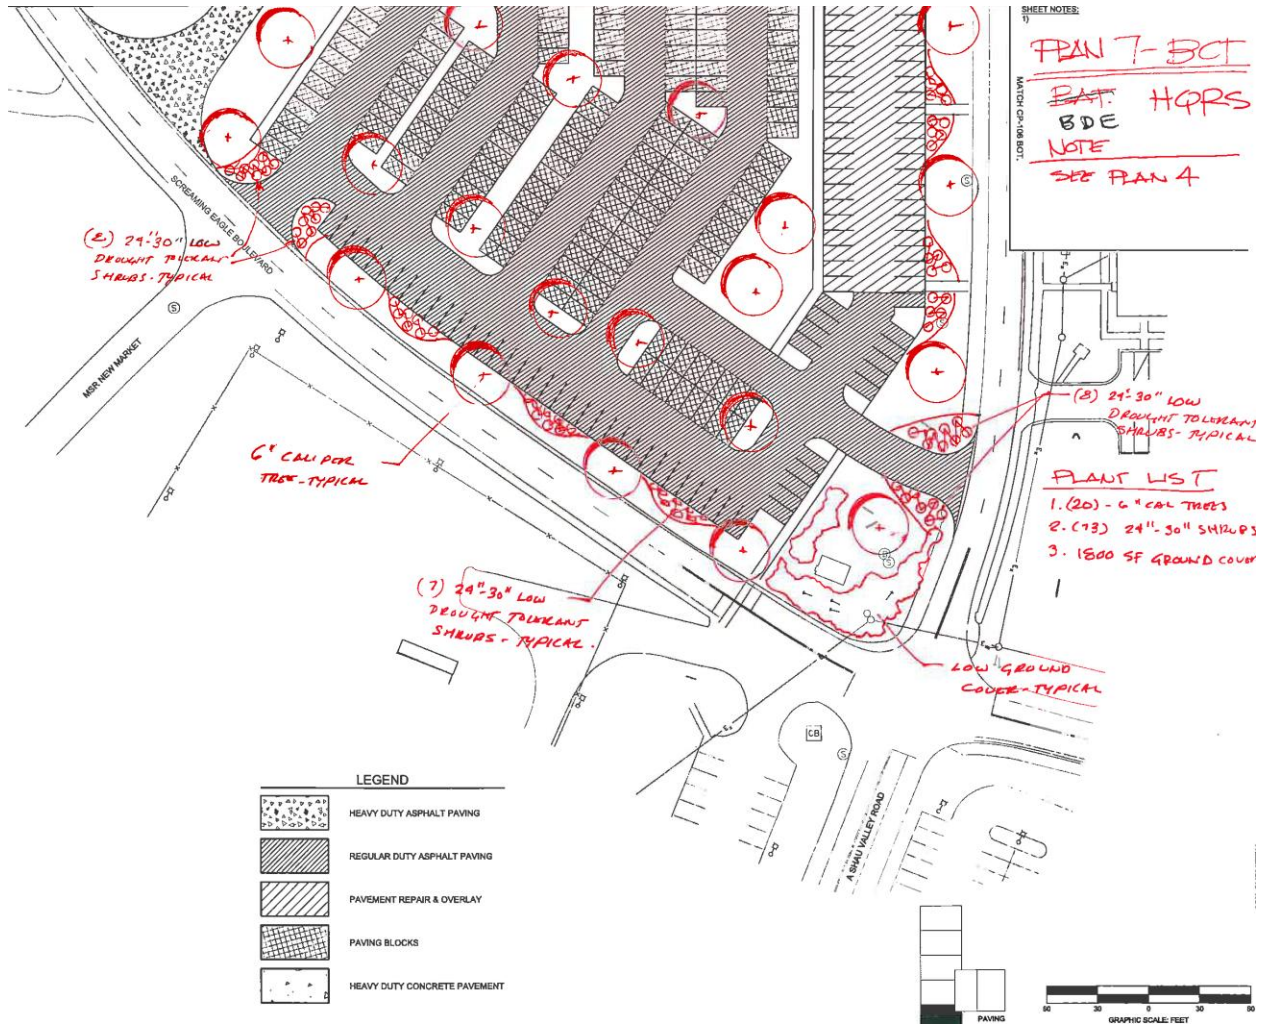 SHEET NOTES:
1)
PLAN 7-BCT
BAT. HQRS
BDE
NOTE
SEE PLAN 4
MATCH CP-106 BOT.
SCREAMING EAGLE BOULEVARD
(8) 24"-30" LOW
DROUGHT TOLERANT
SHRUBS-TYPICAL
S
S
MSR NEW MARKET
6" CALIPER
TREE-TYPICAL
(8) 24"-30" LOW
DROUGHT TOLERANT
SHRUBS-TYPICAL
PLANT LIST
1. (20) - 6" CAL TREES
2. (73) 24"-30" SHRUBS
3. 1800 SF GROUND COVER
(7) 24"-30" LOW
DROUGHT TOLERANT
SHRUBS - TYPICAL.
LOW GROUND
COVER-TYPICAL
CB
S
A SHAU VALLEY ROAD
LEGEND
HEAVY DUTY ASPHALT PAVING
REGULAR DUTY ASPHALT PAVING
PAVEMENT REPAIR & OVERLAY
PAVING BLOCKS
HEAVY DUTY CONCRETE PAVEMENT
PAVING
60 30 0 30 60
GRAPHIC SCALE: FEET